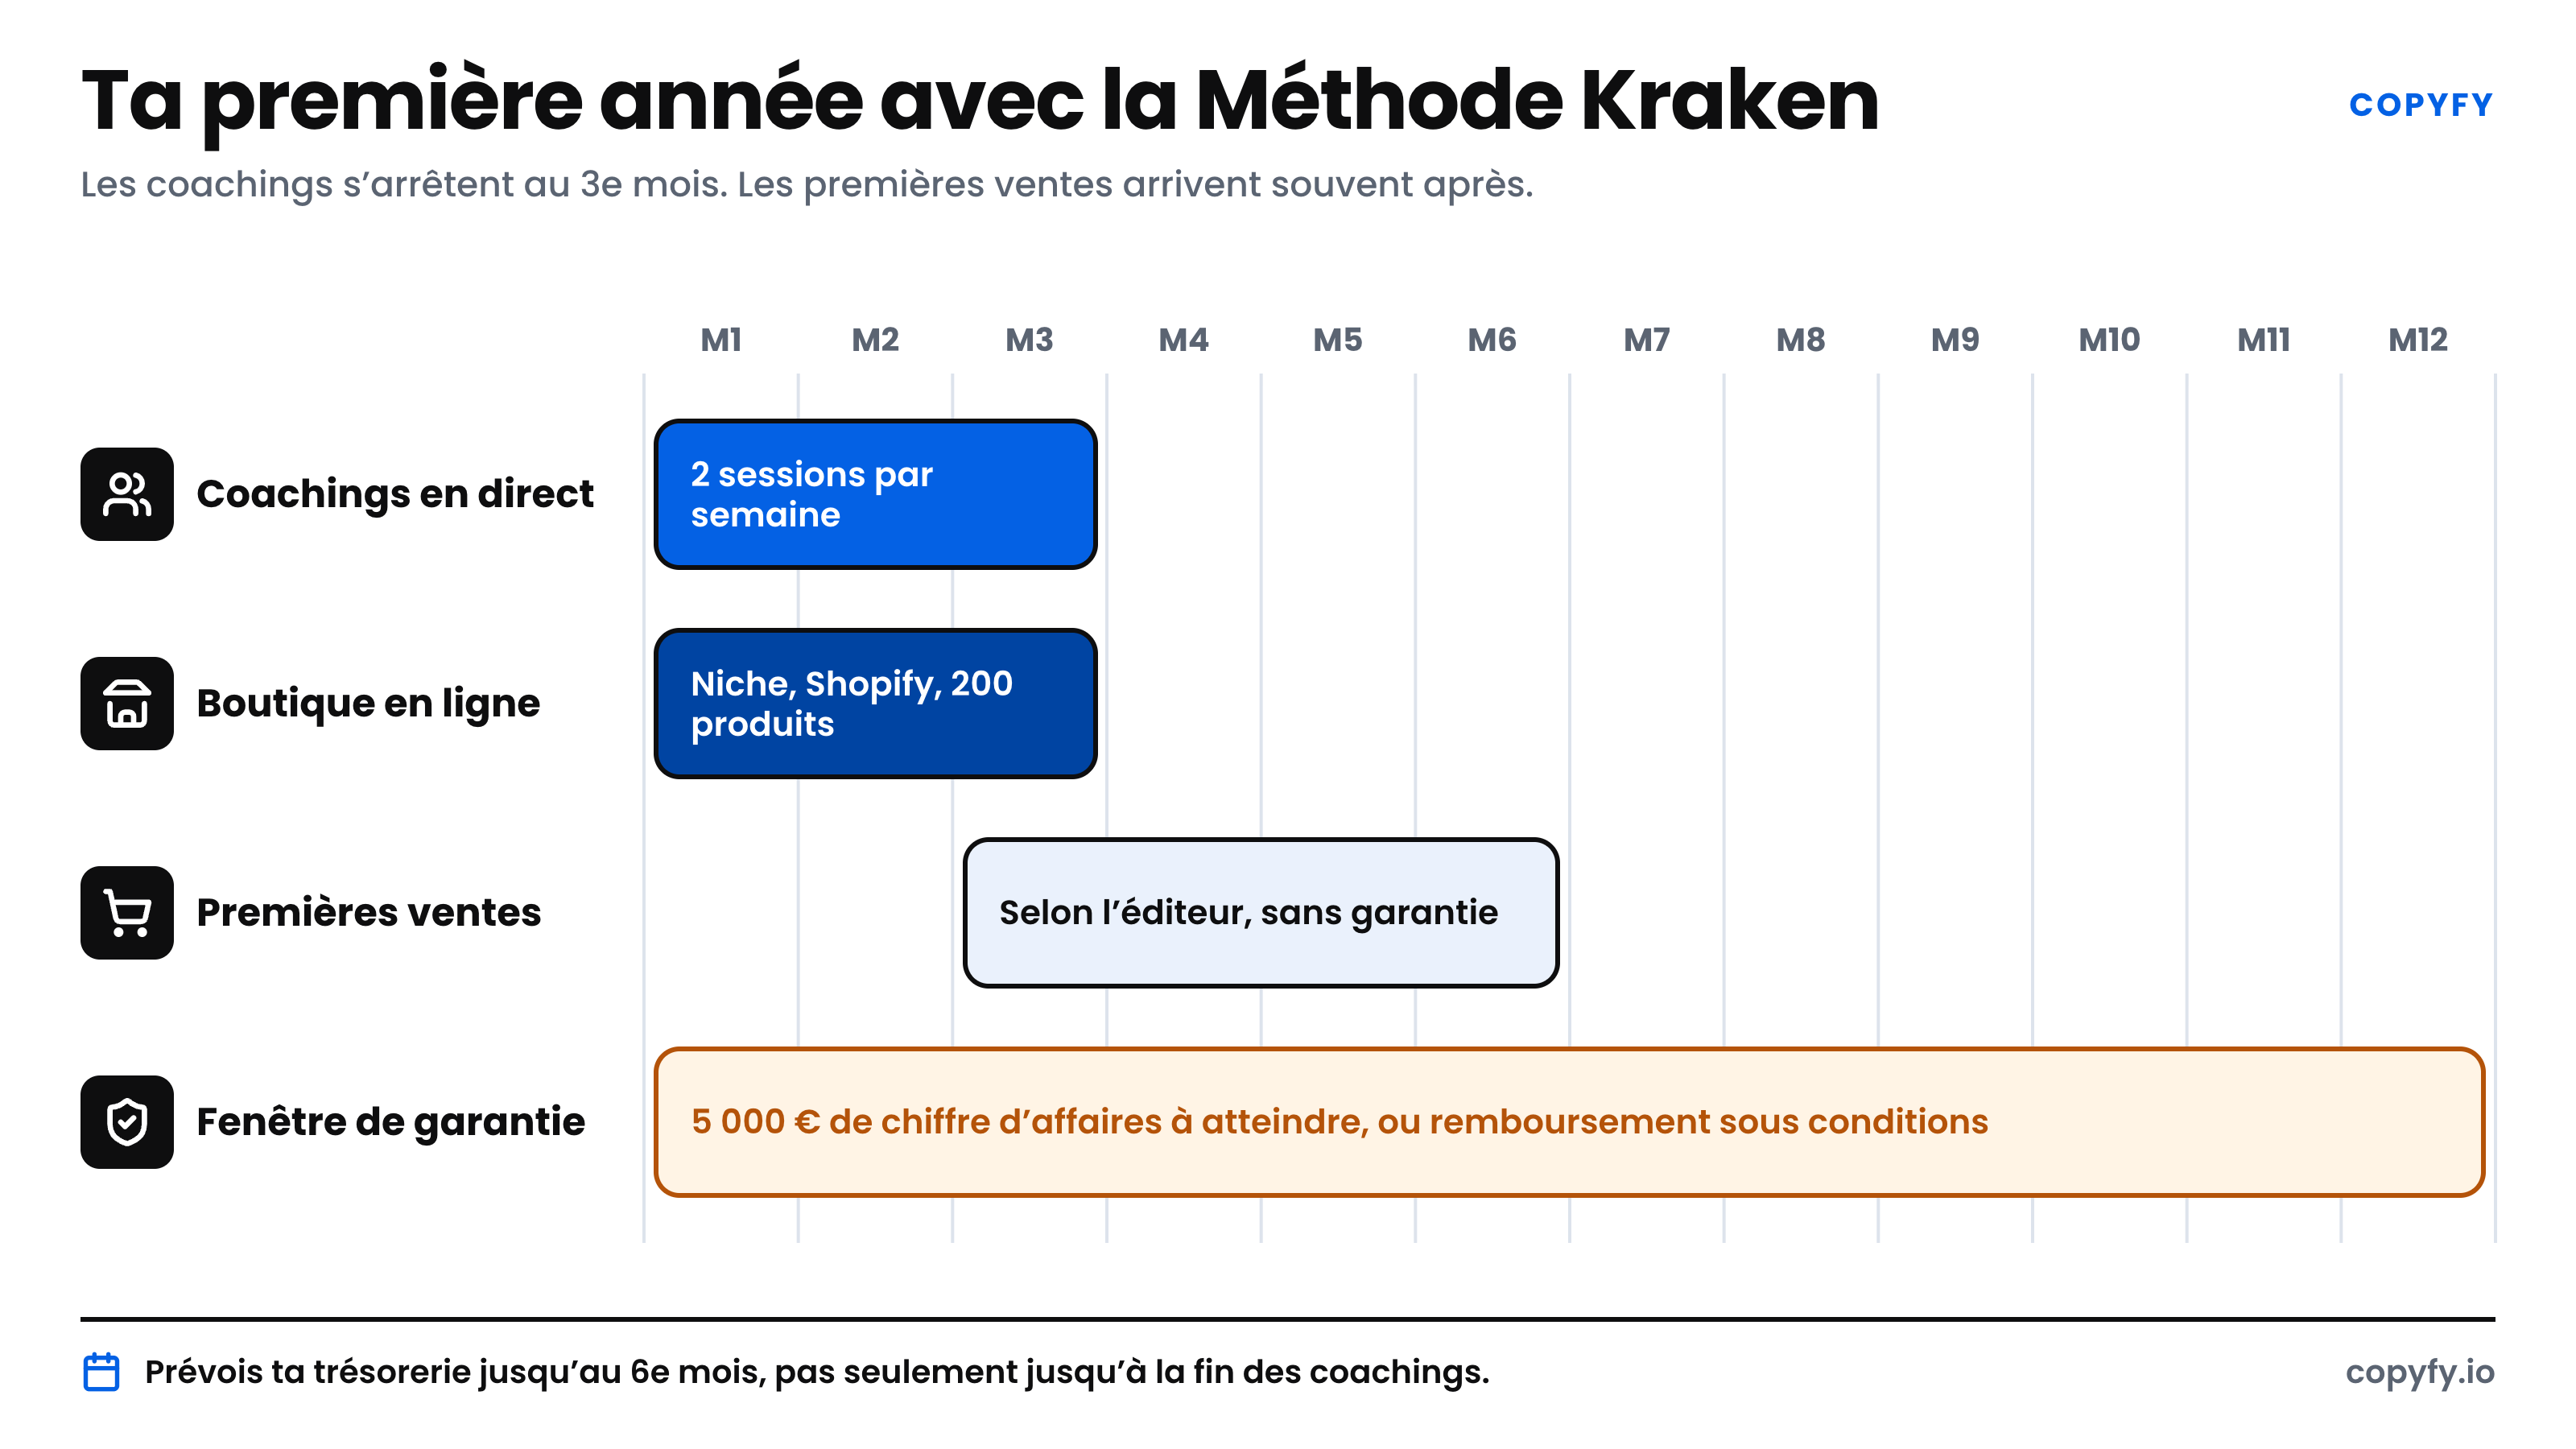 Ta première année avec la Méthode Kraken
COPYFY
Les coachings s’arrêtent au 3e mois. Les premières ventes arrivent souvent après.
M1 M2 M3 M4 M5 M6 M7 M8 M9 M10 M11 M12
Coachings en direct
2 sessions par
semaine
Boutique en ligne
Niche, Shopify, 200
produits
Premières ventes
Selon l’éditeur, sans garantie
Fenêtre de garantie
5 000 € de chiffre d’affaires à atteindre, ou remboursement sous conditions
Prévois ta trésorerie jusqu’au 6e mois, pas seulement jusqu’à la fin des coachings.
copyfy.io